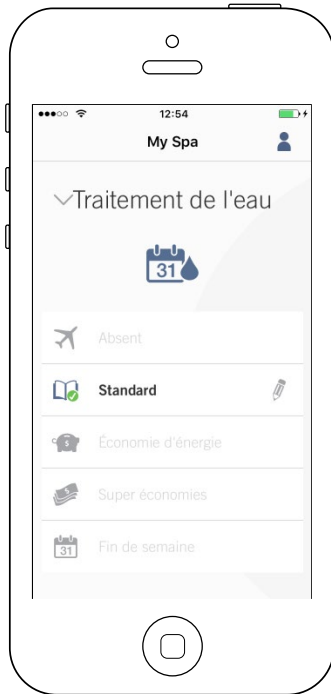 12:54
My Spa
Traitement de l'eau
31
Absent
Standard
Économie d'énergie
Super économies
31
Fin de semaine